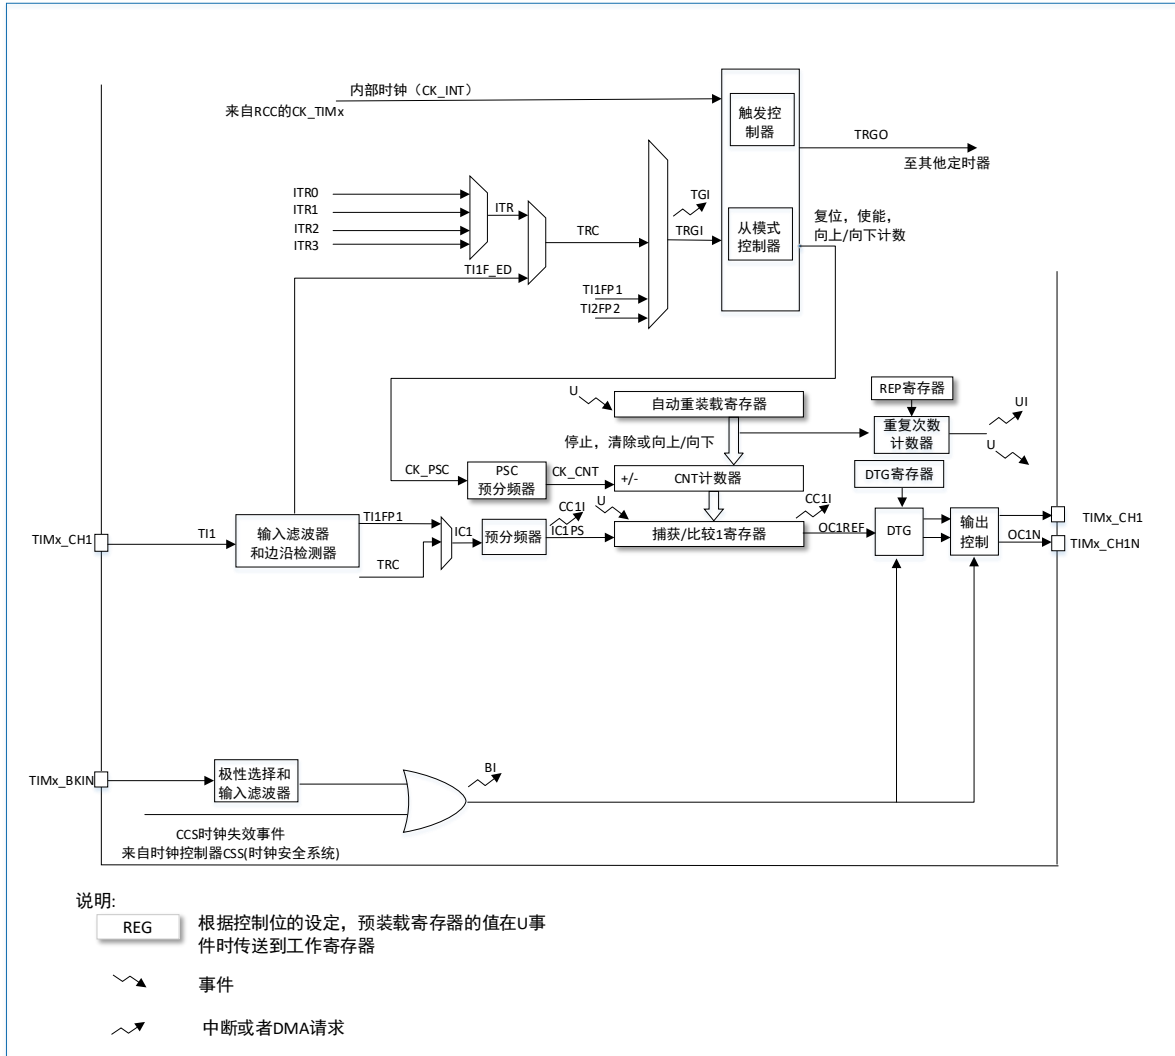 内部时钟（CK_INT）
来自RCC的CK_TIMx
触发控
制器
TRGO
至其他定时器
ITR0
ITR1
ITR2
ITR3
ITR
TRC
TGI
TRGI
从模式
控制器
复位，使能，
向上/向下计数
TI1F_ED
TI1FP1
TI2FP2
U
自动重装载寄存器
REP寄存器
UI
停止，清除或向上/向下
重复次数
计数器
U
CK_PSC
PSC
预分频器
CK_CNT
+/-
CNT计数器
DTG寄存器
TIMx_CH1
TI1
输入滤波器
和边沿检测器
TI1FP1
TRC
IC1
预分频器
CC1I
IC1PS
U
捕获/比较1寄存器
CC1I
OC1REF
DTG
输出
控制
OC1N
TIMx_CH1
TIMx_CH1N
TIMx_BKIN
极性选择和
输入滤波器
BI
CCS时钟失效事件
来自时钟控制器CSS(时钟安全系统)
说明:
REG
根据控制位的设定，预装载寄存器的值在U事
件时传送到工作寄存器
事件
中断或者DMA请求